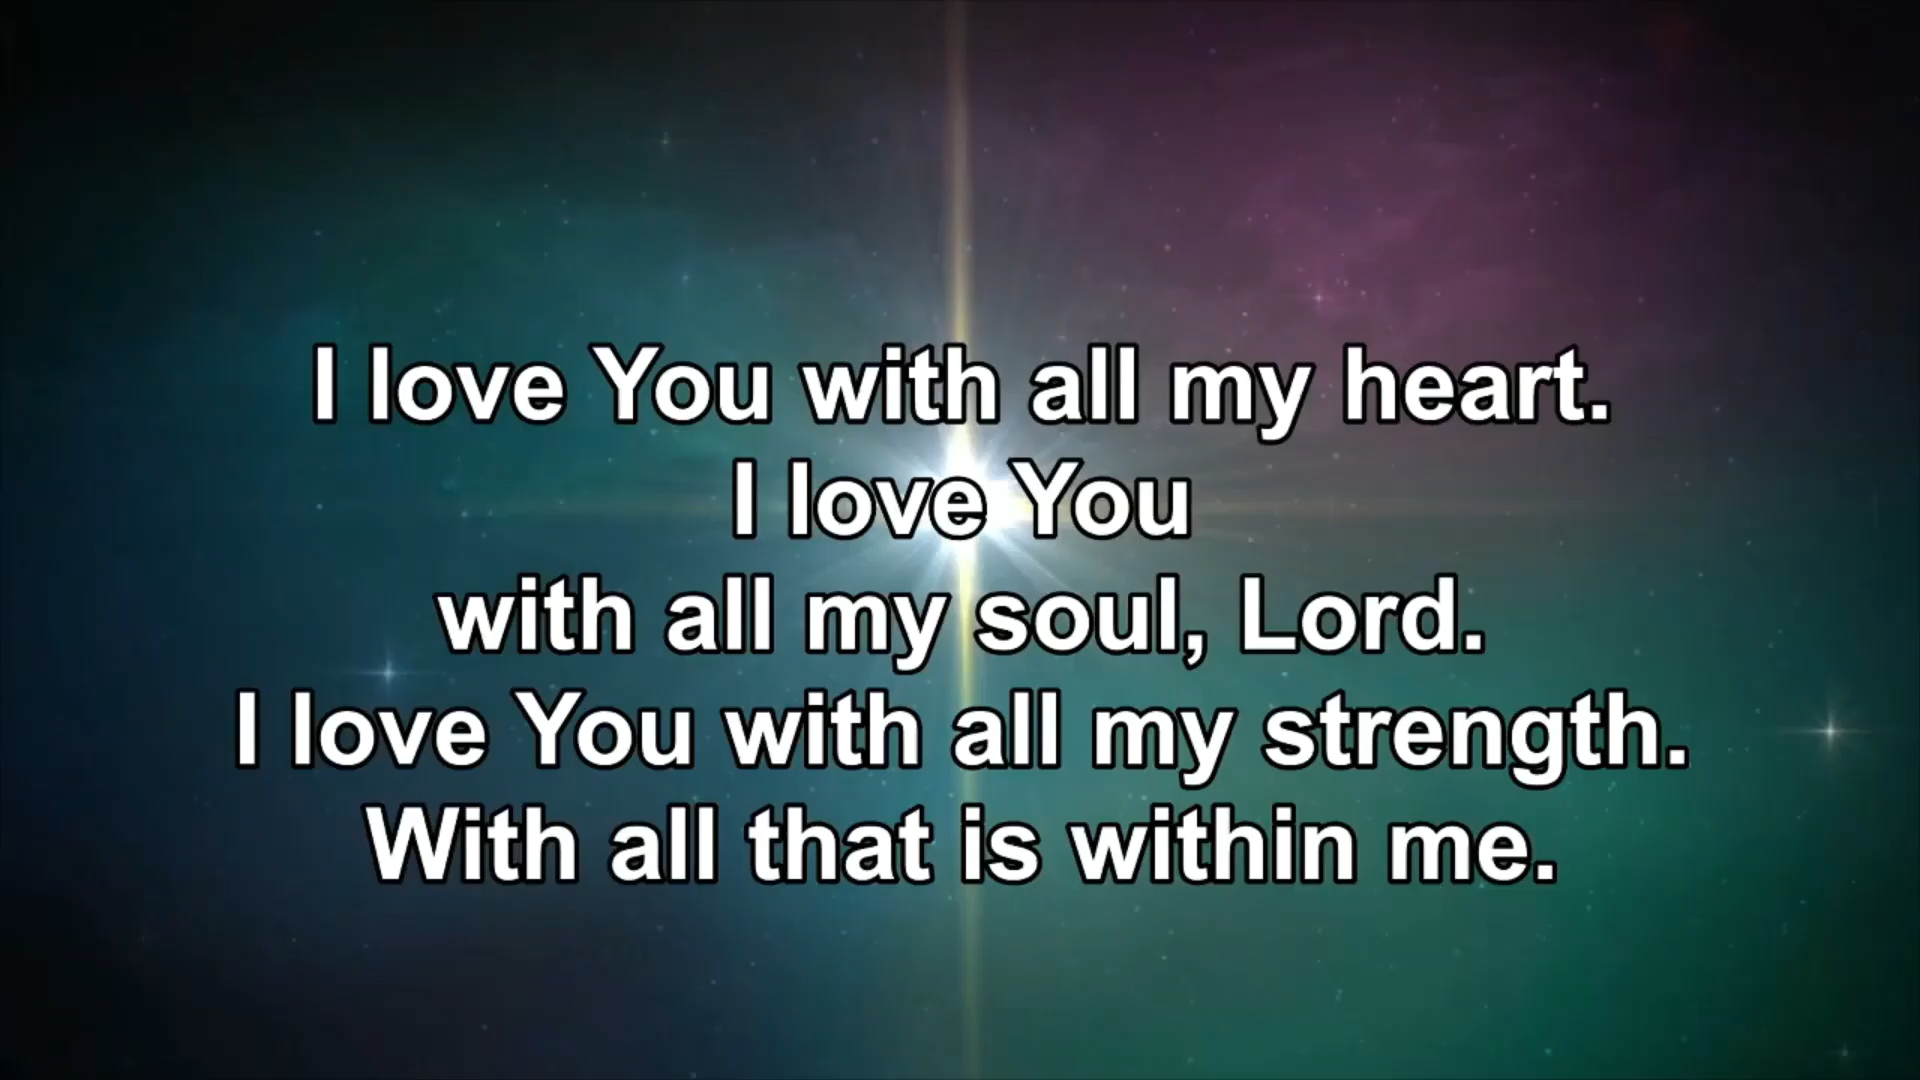 I love You with all my heart.
I love You
with all my soul, Lord.
I love You with all my strength.
With all that is within me.